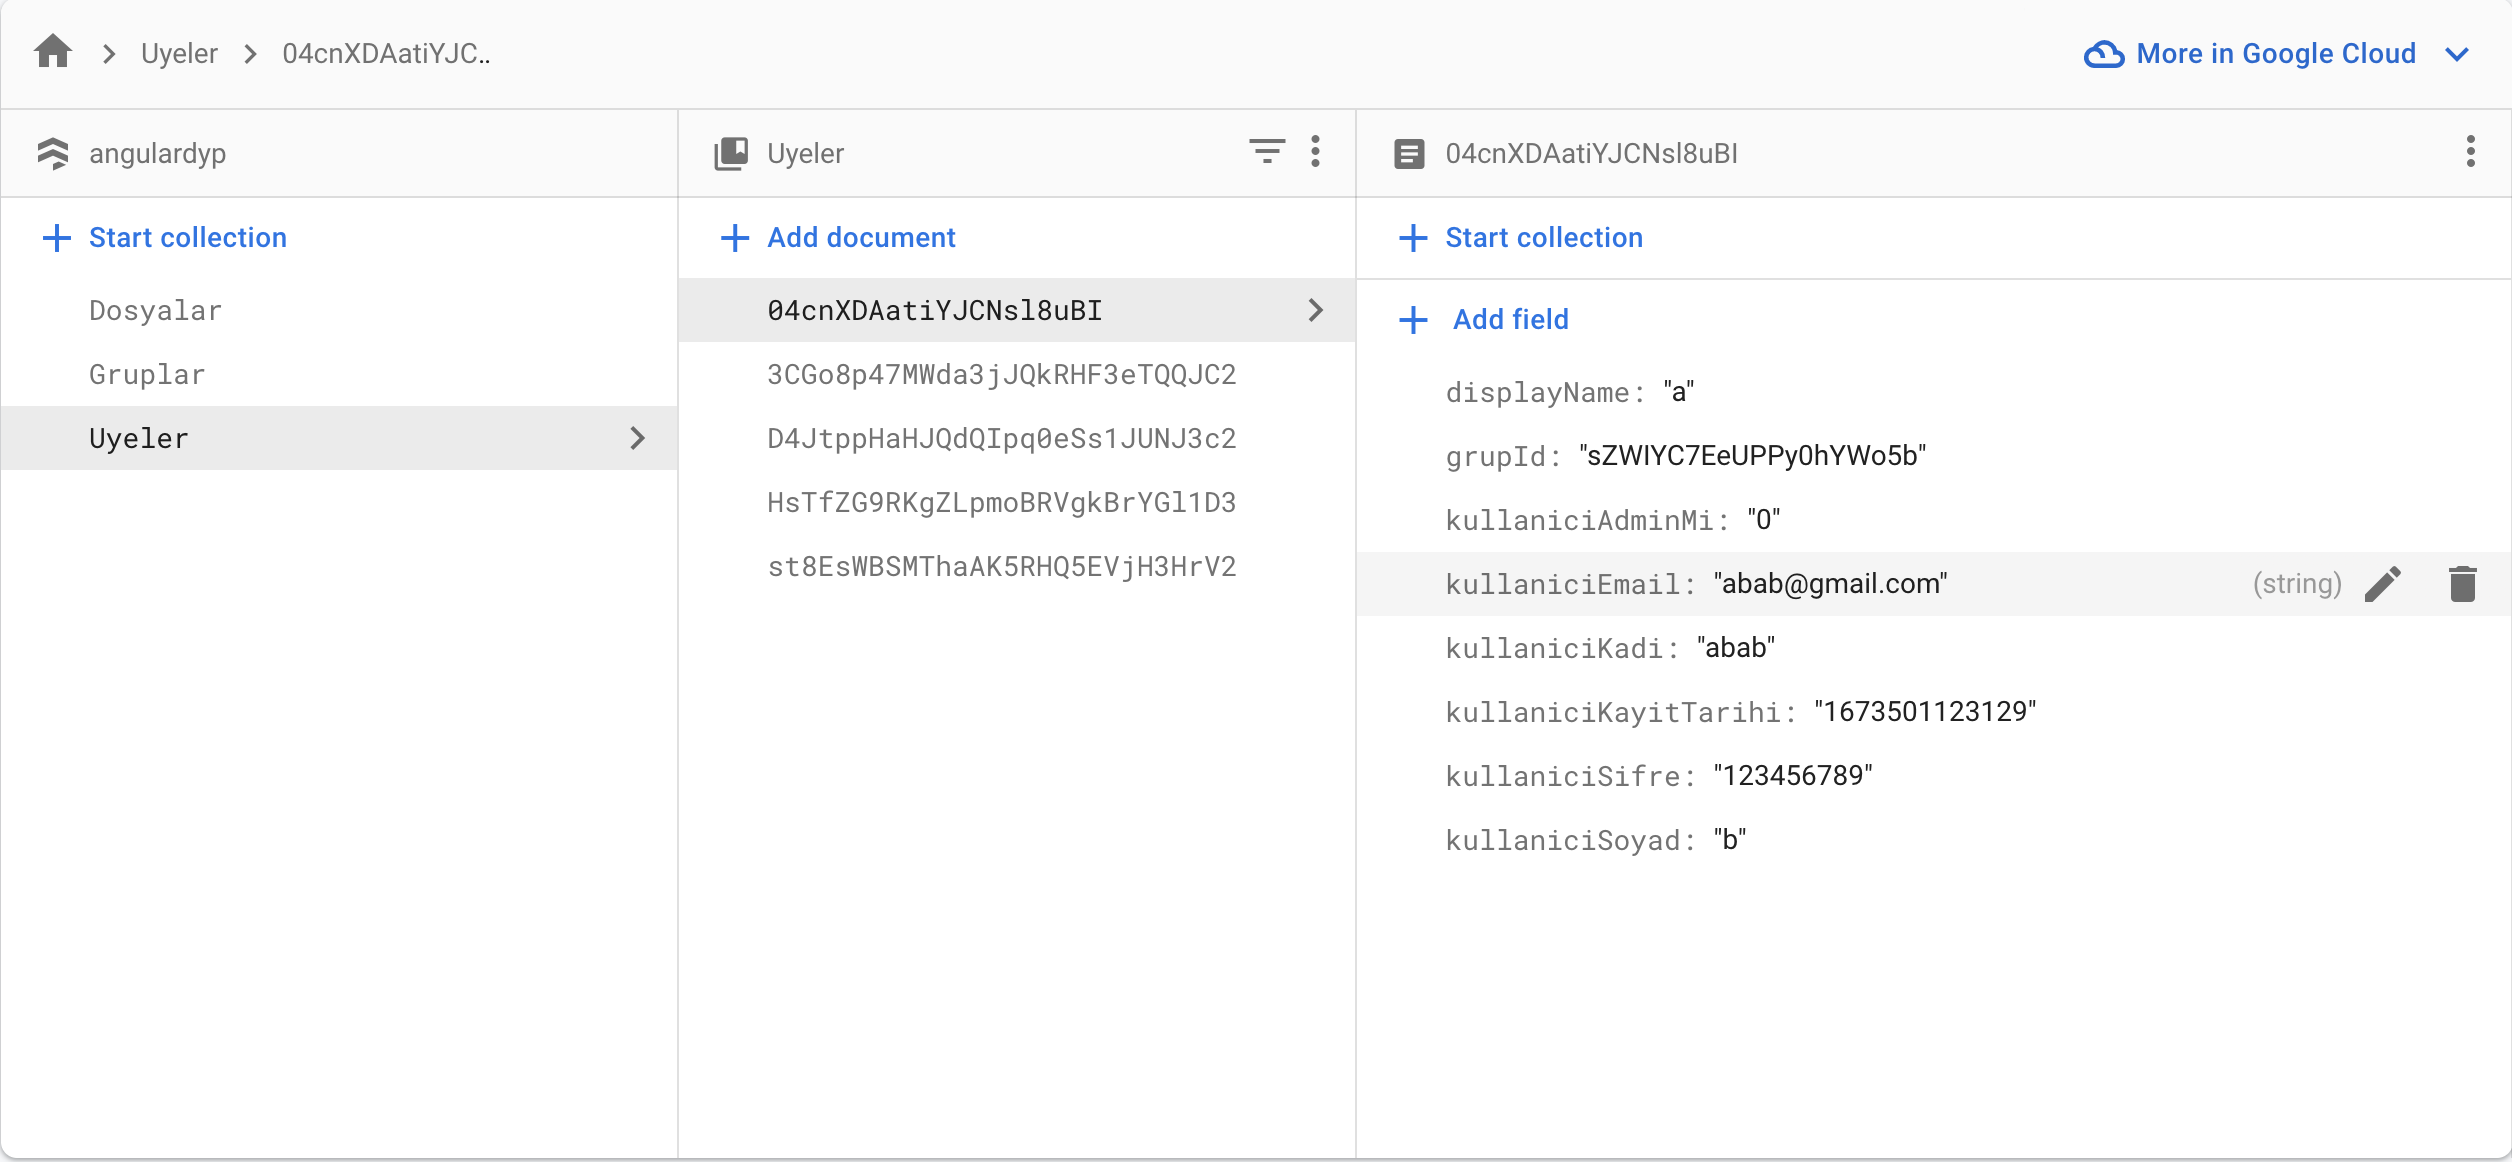 Uyeler
04cnXDAatiYJC..
More in Google Cloud
angulardyp
Start collection
Dosyalar
Gruplar
Uyeler
Uyeler
Add document
04cnXDAatiYJCNsl8uBI
3CGo8p47MWda3jJQkRHF3eTQQJC2
D4JtppHaHJQdQIpq0eSs1JUNJ3c2
HsTfZG9RKgZLpmoBRVgkBrYGl1D3
st8EsWBSMThaAK5RHQ5EVjH3HrV2
04cnXDAatiYJCNsl8uBI
Start collection
Add field
displayName: "a"
grupId: "sZWIYC7EeUPPy0hYWo5b"
kullaniciAdminMi: "0"
kullaniciEmail: "abab@gmail.com" (string)
kullaniciKadi: "abab"
kullaniciKayitTarihi: "1673501123129"
kullaniciSifre: "123456789"
kullaniciSoyad: "b"